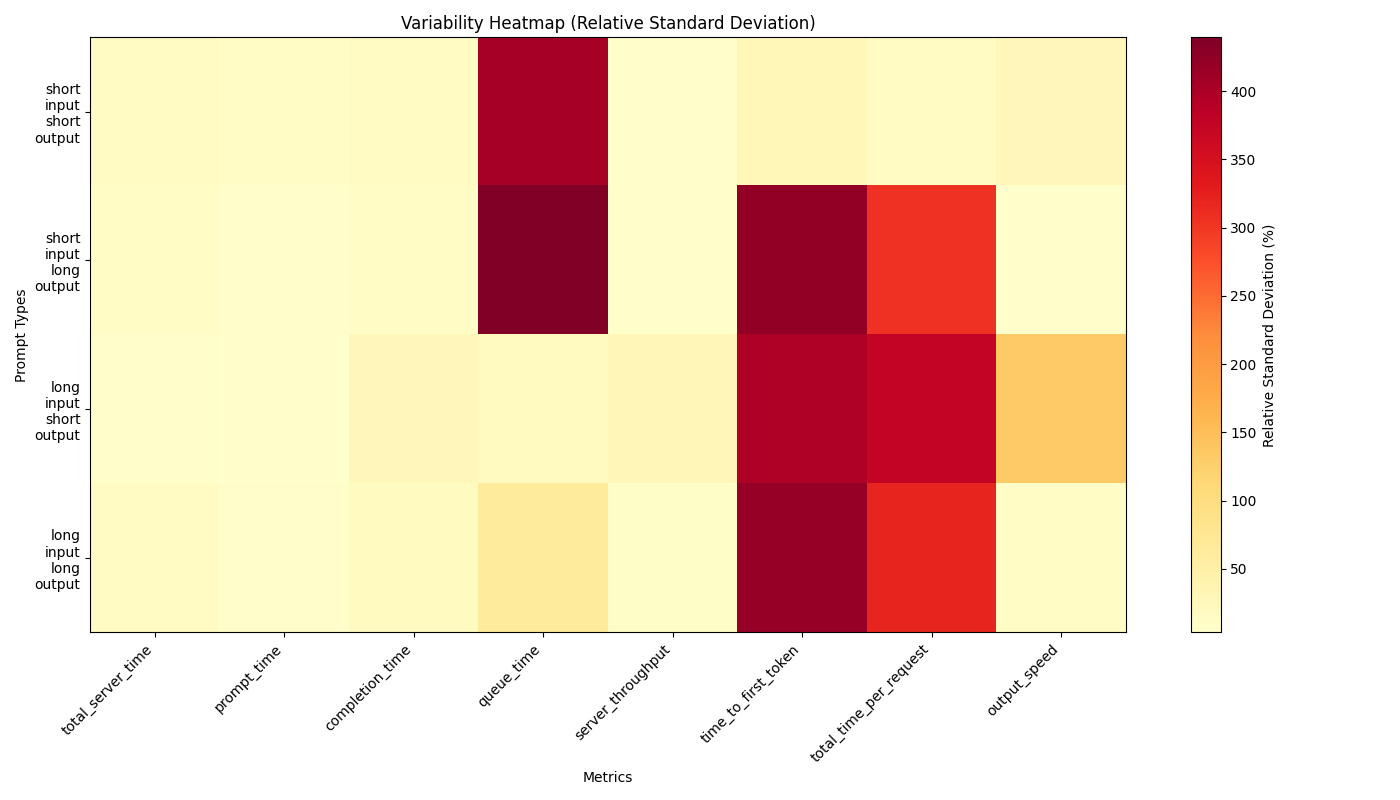 Variability Heatmap (Relative Standard Deviation)
Prompt Types
short
input
short
output
short
input
long
output
long
input
short
output
long
input
long
output
total_server_time
prompt_time
completion_time
queue_time
server_throughput
time_to_first_token
total_time_per_request
output_speed
Metrics
400
350
300
250
200
150
100
50
Relative Standard Deviation (%)